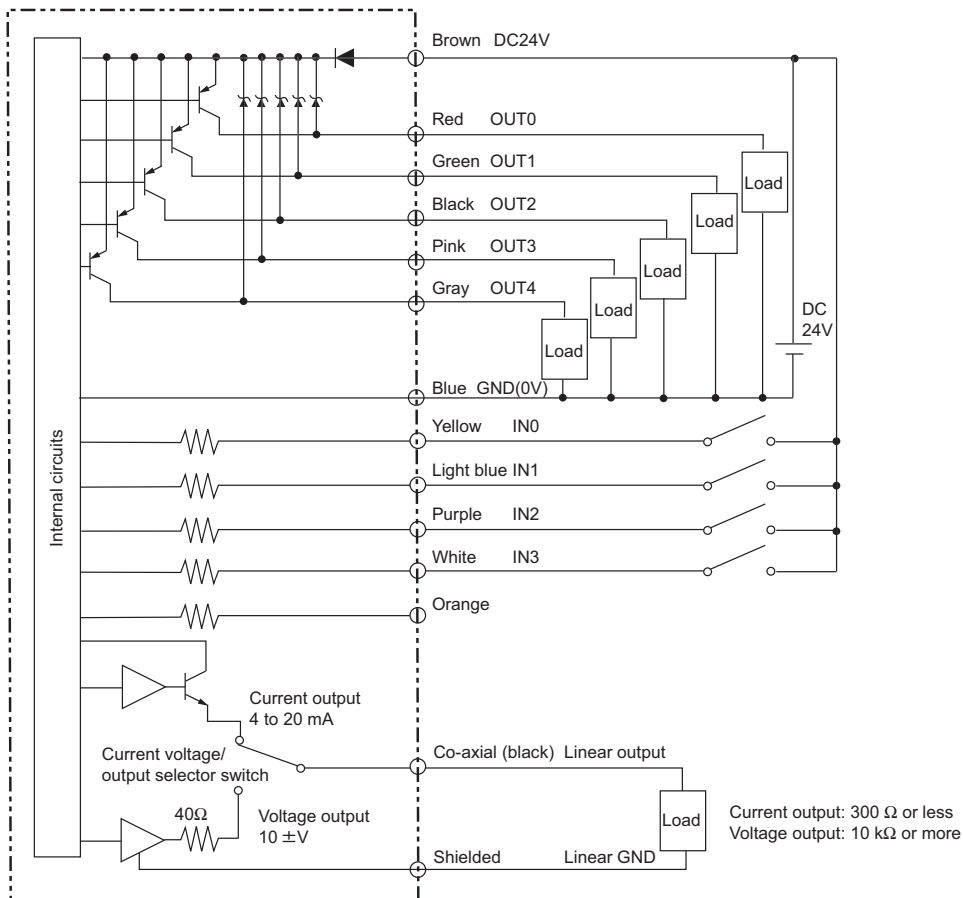 Brown DC24V
Red OUT0
Green OUT1
Load
Load
Black OUT2
Load
Pink OUT3
Load
Gray OUT4
DC
24V
Load
Blue GND(0V)
Yellow IN0
Light blue IN1
Purple IN2
White IN3
Orange
Internal circuits
Current output
4 to 20 mA
Current voltage/
output selector switch
Co-axial (black) Linear output
40Ω
Voltage output
10 ±V
Load
Current output: 300 Ω or less
Voltage output: 10 kΩ or more
Shielded Linear GND